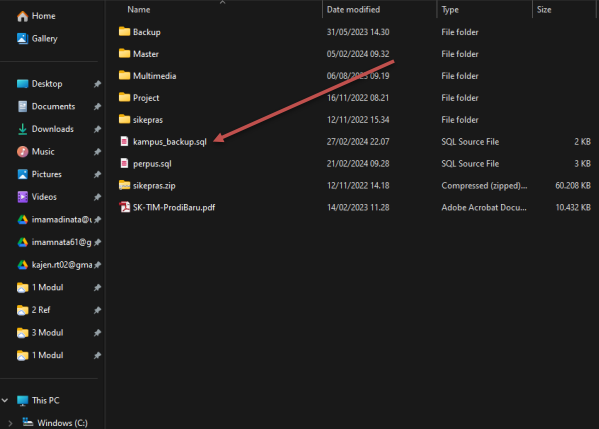 Home
Gallery
Desktop
Documents
Downloads
Music
Pictures
Videos
imamadinata@
imamnata61@g
kajen.rt02@gma
1 Modul
2 Ref
3 Modul
1 Modul
This PC
Windows (C:)
Name Date modified Type Size
Backup 31/05/2023 14.30 File folder
Master 05/02/2024 09.32 File folder
Multimedia 06/08/2023 09.19 File folder
Project 16/11/2022 08.21 File folder
sikepras 12/11/2022 15.34 File folder
kampus_backup.sql 27/02/2024 22.07 SQL Source File 2 KB
perpus.sql 21/02/2024 09.28 SQL Source File 3 KB
sikepras.zip 12/11/2022 14.18 Compressed (zipped)... 60.208 KB
SK-TIM-ProdiBaru.pdf 14/02/2023 11.28 Adobe Acrobat Docu... 10.432 KB